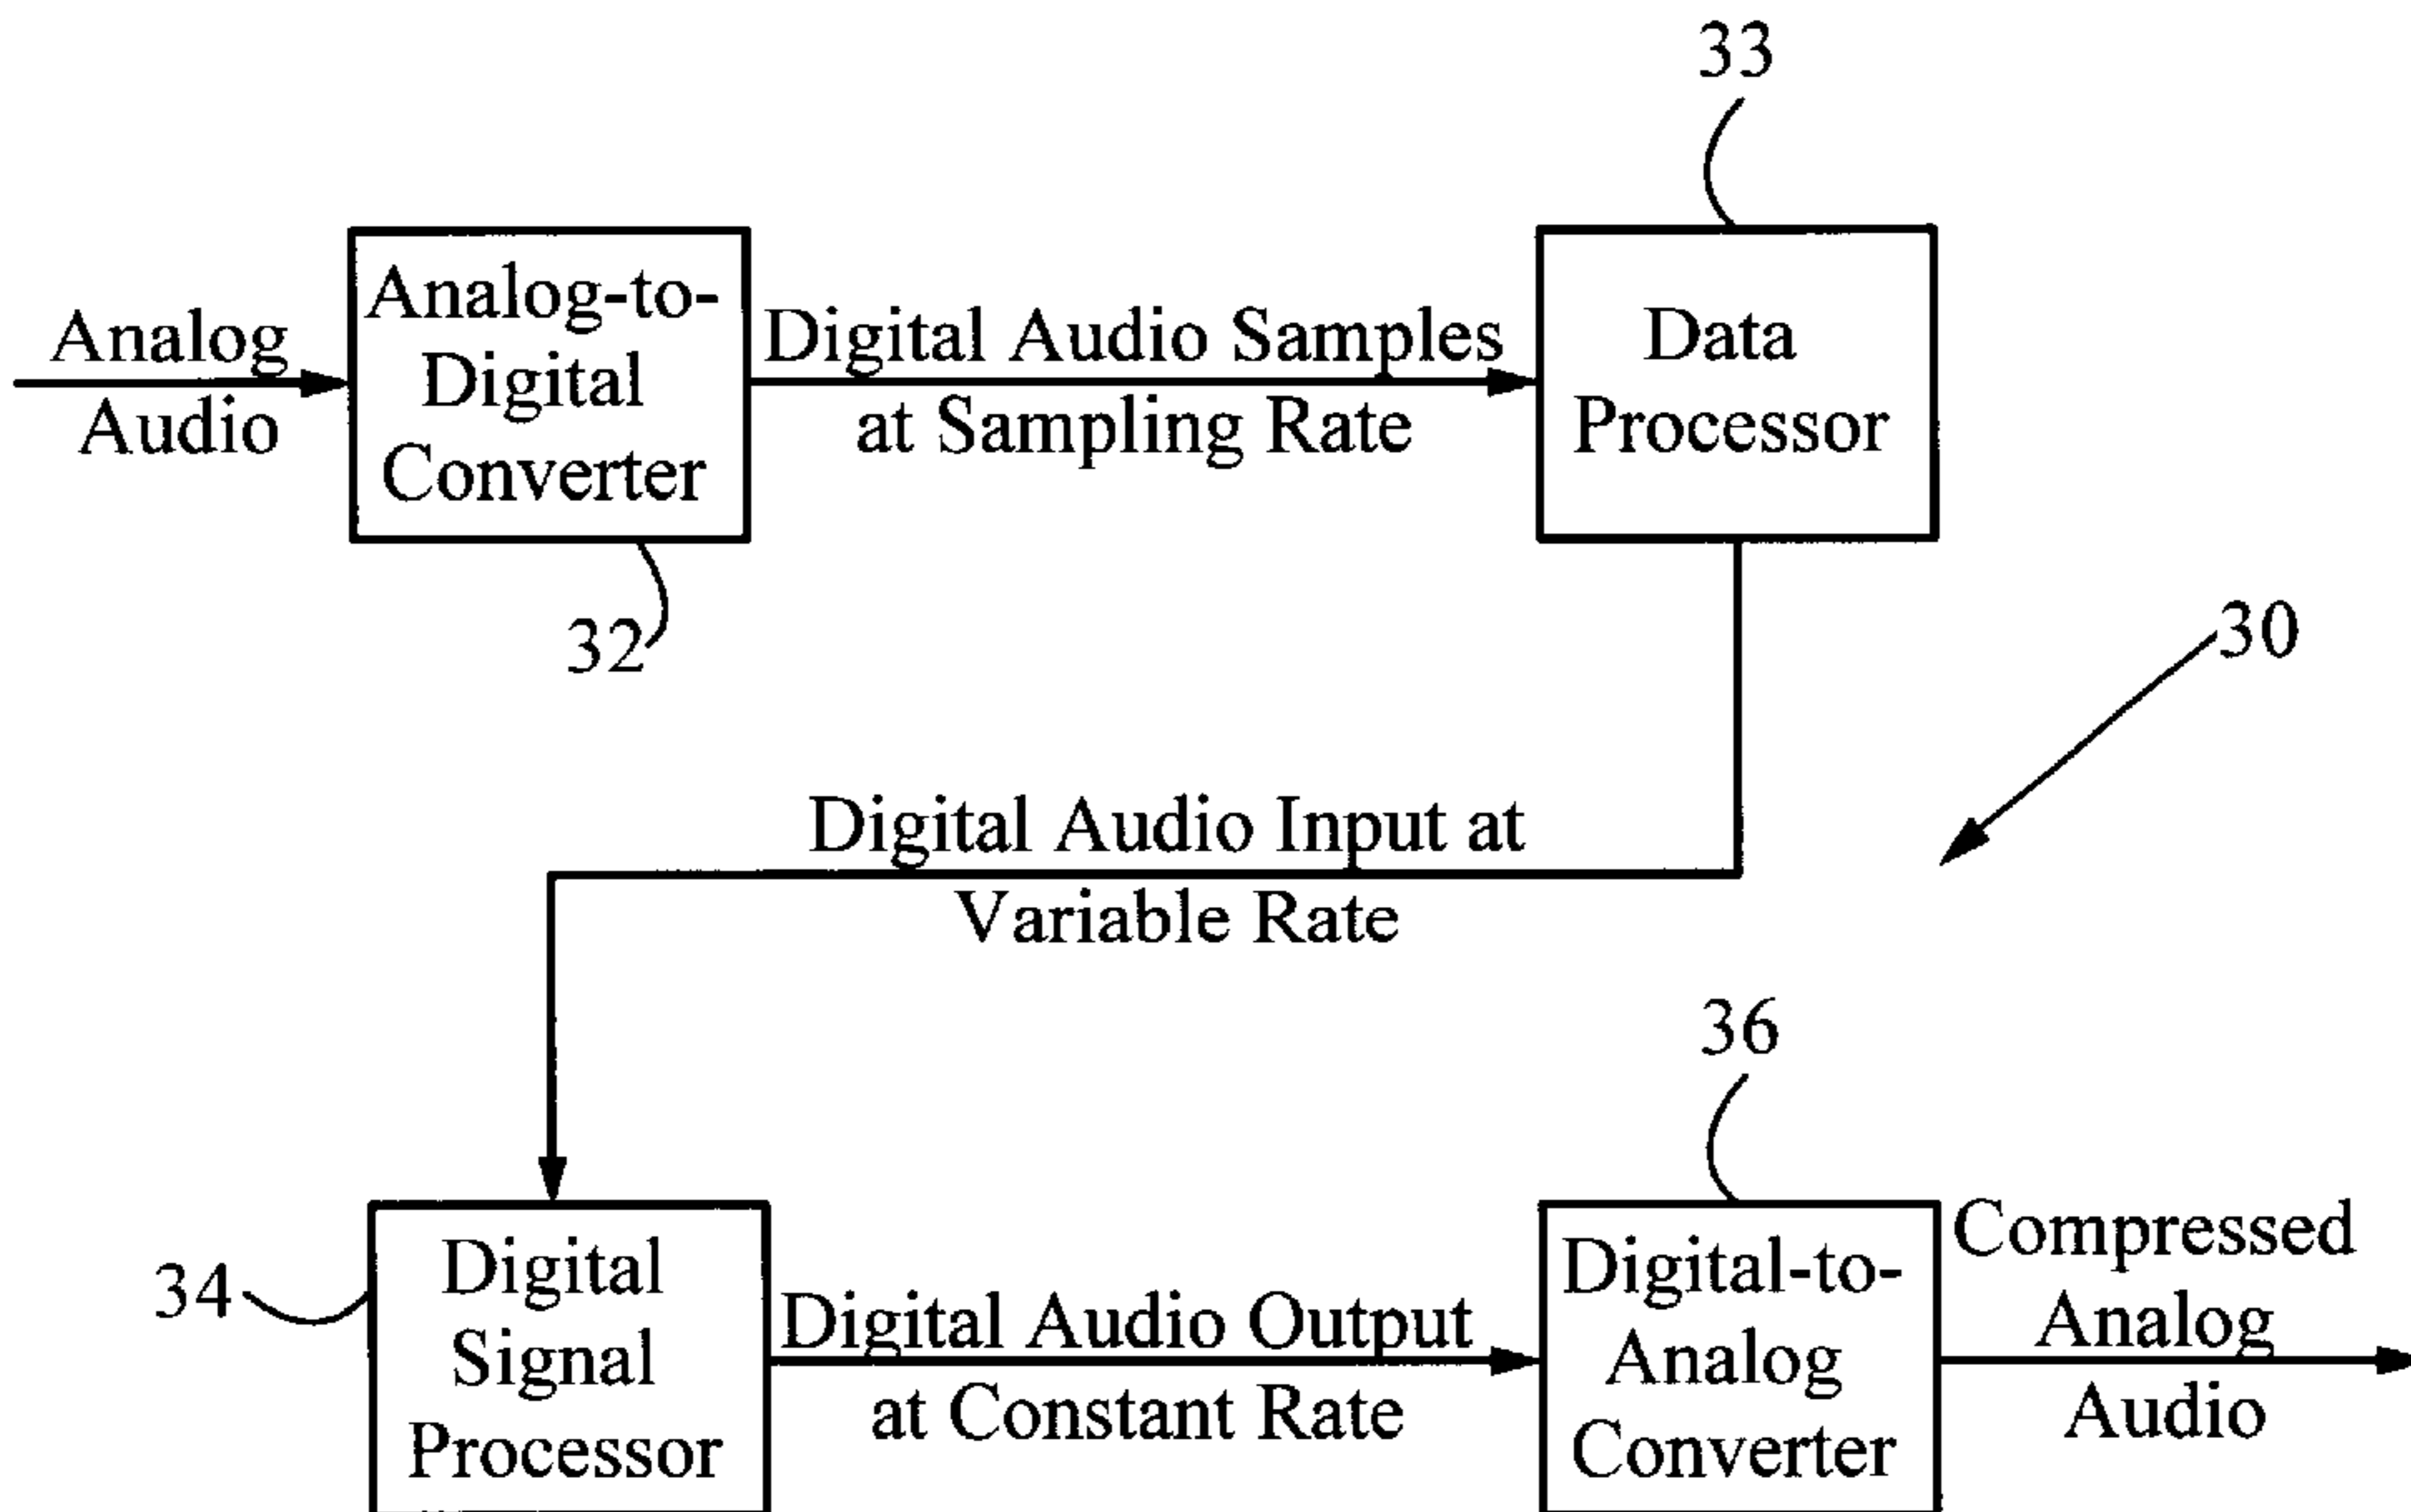 33
Analog
Audio
Analog-to-
Digital
Converter
32
Digital Audio Samples
at Sampling Rate
Data
Processor
30
Digital Audio Input at
Variable Rate
36
34
Digital
Signal
Processor
Digital Audio Output
at Constant Rate
Digital-to-
Analog
Converter
Compressed
Analog
Audio